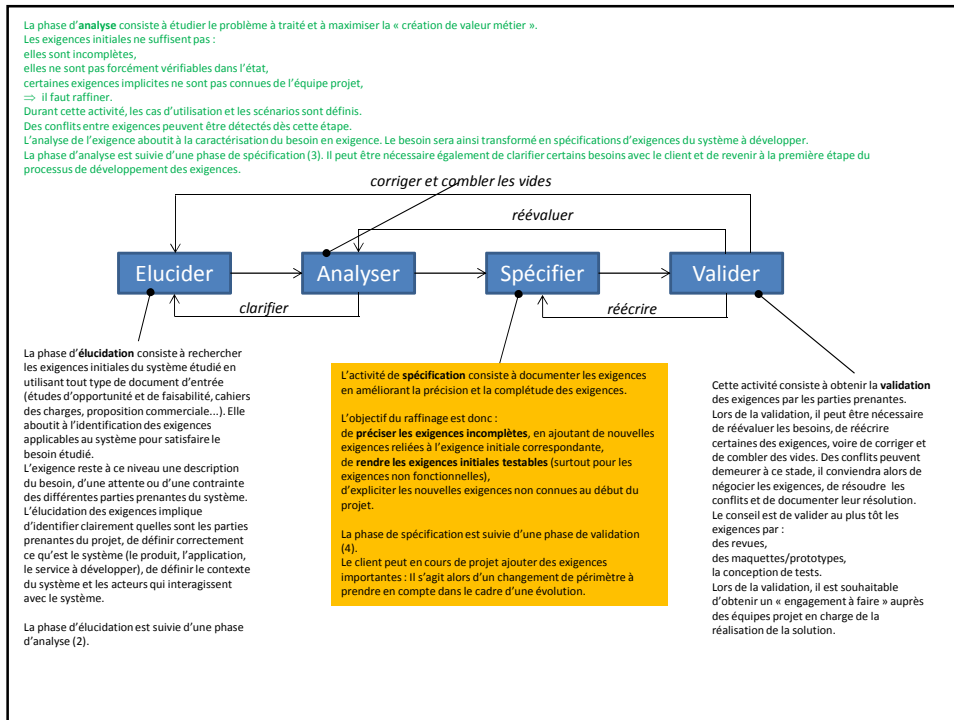 La phase d'analyse consiste à étudier le problème à traité et à maximiser la « création de valeur métier ».
Les exigences initiales ne suffisent pas :
elles sont incomplètes,
elles ne sont pas forcément vérifiables dans l'état,
certaines exigences implicites ne sont pas connues de l'équipe projet,
⇒ il faut raffiner.
Durant cette activité, les cas d'utilisation et les scénarios sont définis.
Des conflits entre exigences peuvent être détectés dès cette étape.
L'analyse de l'exigence aboutit à la caractérisation du besoin en exigence. Le besoin sera ainsi transformé en spécifications d'exigences du système à développer.
La phase d'analyse est suivie d'une phase de spécification (3). Il peut être nécessaire également de clarifier certains besoins avec le client et de revenir à la première étape du
processus de développement des exigences.
corriger et combler les vides
réévaluer
Elucider
Analyser
Spécifier
Valider
clarifier
réécrire
La phase d'élucidation consiste à rechercher
les exigences initiales du système étudié en
utilisant tout type de document d'entrée
(études d'opportunité et de faisabilité, cahiers
des charges, proposition commerciale...). Elle
aboutit à l'identification des exigences
applicables au système pour satisfaire le
besoin étudié.
L'exigence reste à ce niveau une description
du besoin, d'une attente ou d'une contrainte
des différentes parties prenantes du système.
L'élucidation des exigences implique
d'identifier clairement quelles sont les parties
prenantes du projet, de définir correctement
ce qu'est le système (le produit, l'application,
le service à développer), de définir le contexte
du système et les acteurs qui interagissent
avec le système.
La phase d'élucidation est suivie d'une phase
d'analyse (2).
L'activité de spécification consiste à documenter les exigences
en améliorant la précision et la complétude des exigences.
L'objectif du raffinage est donc :
de préciser les exigences incomplètes, en ajoutant de nouvelles
exigences reliées à l'exigence initiale correspondante,
de rendre les exigences initiales testables (surtout pour les
exigences non fonctionnelles),
d'expliciter les nouvelles exigences non connues au début du
projet.
La phase de spécification est suivie d'une phase de validation
(4).
Le client peut en cours de projet ajouter des exigences
importantes : Il s'agit alors d'un changement de périmètre à
prendre en compte dans le cadre d'une évolution.
Cette activité consiste à obtenir la validation
des exigences par les parties prenantes.
Lors de la validation, il peut être nécessaire
de réévaluer les besoins, de réécrire
certaines des exigences, voire de corriger et
de combler des vides. Des conflits peuvent
demeurer à ce stade, il conviendra alors de
négocier les exigences, de résoudre les
conflits et de documenter leur résolution.
Le conseil est de valider au plus tôt les
exigences par :
des revues,
des maquettes/prototypes,
la conception de tests.
Lors de la validation, il est souhaitable
d'obtenir un « engagement à faire » auprès
des équipes projet en charge de la
réalisation de la solution.